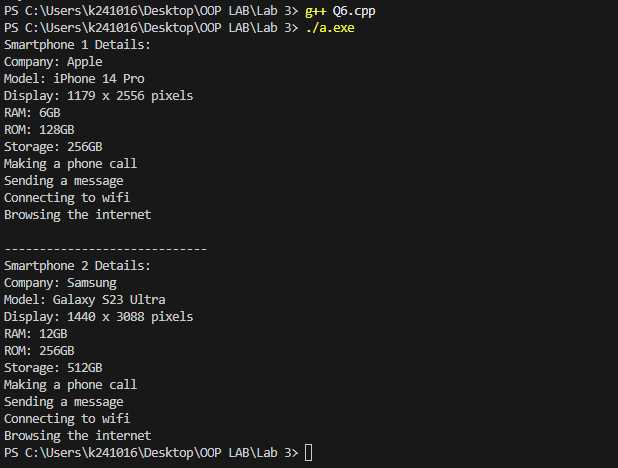 PS C:\Users\k241016\Desktop\OOP LAB\Lab 3> g++ Q6.cpp
PS C:\Users\k241016\Desktop\OOP LAB\Lab 3> ./a.exe
Smartphone 1 Details:
Company: Apple
Model: iPhone 14 Pro
Display: 1179 x 2556 pixels
RAM: 6GB
ROM: 128GB
Storage: 256GB
Making a phone call
Sending a message
Connecting to wifi
Browsing the internet
-----------------------------
Smartphone 2 Details:
Company: Samsung
Model: Galaxy S23 Ultra
Display: 1440 x 3088 pixels
RAM: 12GB
ROM: 256GB
Storage: 512GB
Making a phone call
Sending a message
Connecting to wifi
Browsing the internet
PS C:\Users\k241016\Desktop\OOP LAB\Lab 3>